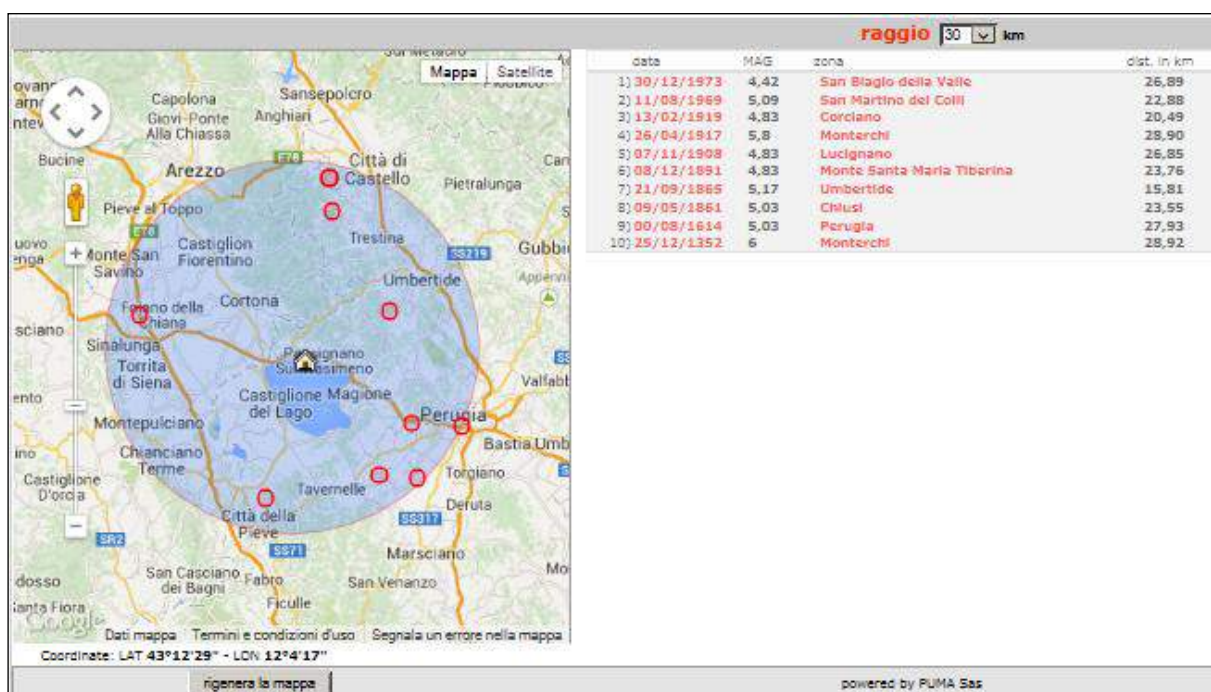 raggio 30 km
data MAG zona dist. in km
1) 30/12/1973 4,42 San Biagio della Valle 26,89
2) 11/08/1969 5,09 San Martino dei Colli 22,88
3) 13/02/1919 4,83 Corciano 20,49
4) 26/04/1917 5,8 Monterchi 28,90
5) 07/11/1908 4,83 Lucignano 26,85
6) 08/12/1891 4,83 Monte Santa Maria Tiberina 23,76
7) 21/09/1865 5,17 Umbertide 15,81
8) 09/05/1861 5,03 Chiusi 23,55
9) 00/08/1614 5,03 Perugia 27,93
10) 25/12/1352 6 Monterchi 28,92
Mappa Satellite
Capolona Sansepolcro
Giovi-Ponte Alla Chiassa Anghiari
Bucine Arezzo E78 Città di Castello
Pietralunga
Pieve al Toppo
Trestina
Castiglion Fiorentino SS219 Gubbi
Monte San Savino
Umbertide
Foiano della Chiana Cortona
sciano
Sinalunga
Torrita di Siena
Castiglione del Lago Magione
Valfabb
Montepulciano Perugia
Bastia Umb
Chianciano Terme
Castiglione D'orcia Tavernelle Torgiano
Deruta
Città della Pieve SS317
SR2 SS71 Marsciano
San Casciano dei Bagni Fabro San Venanzo
Ficulle
Google
Dati mappa Termini e condizioni d'uso Segnala un errore nella mappa
Coordinate: LAT 43°12'29" - LON 12°4'17"
rigenera la mappa powered by PUMA Sas